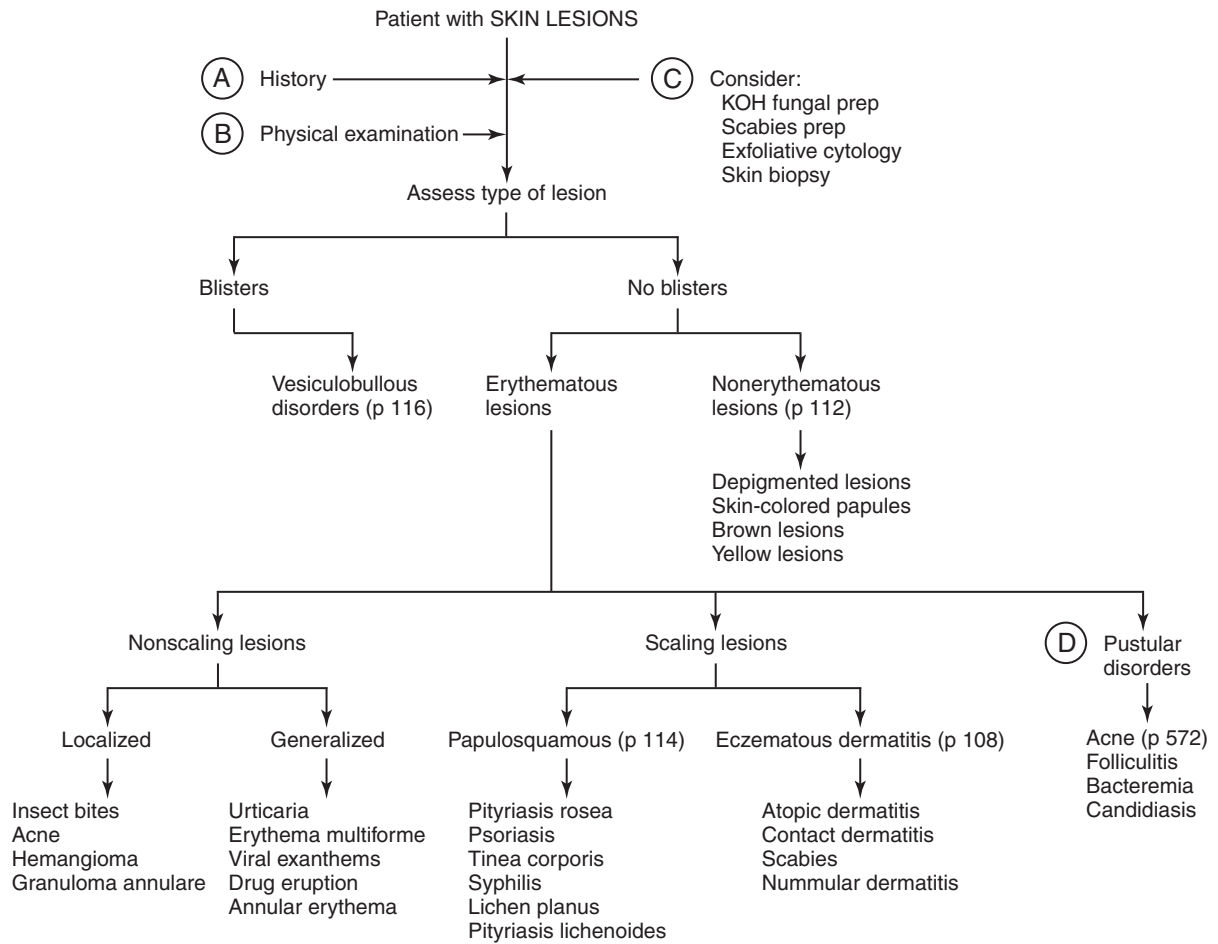 Patient with SKIN LESIONS
A History
C Consider:
KOH fungal prep
Scabies prep
Exfoliative cytology
Skin biopsy
B Physical examination
Assess type of lesion
Blisters
No blisters
Vesiculobullous
disorders (p 116)
Erythematous
lesions
Nonerythematous
lesions (p 112)
Depigmented lesions
Skin-colored papules
Brown lesions
Yellow lesions
Nonscaling lesions
Scaling lesions
D Pustular
disorders
Localized
Generalized
Papulosquamous (p 114)
Eczematous dermatitis (p 108)
Insect bites
Acne
Hemangioma
Granuloma annulare
Urticaria
Erythema multiforme
Viral exanthems
Drug eruption
Annular erythema
Pityriasis rosea
Psoriasis
Tinea corporis
Syphilis
Lichen planus
Pityriasis lichenoides
Atopic dermatitis
Contact dermatitis
Scabies
Nummular dermatitis
Acne (p 572)
Folliculitis
Bacteremia
Candidiasis